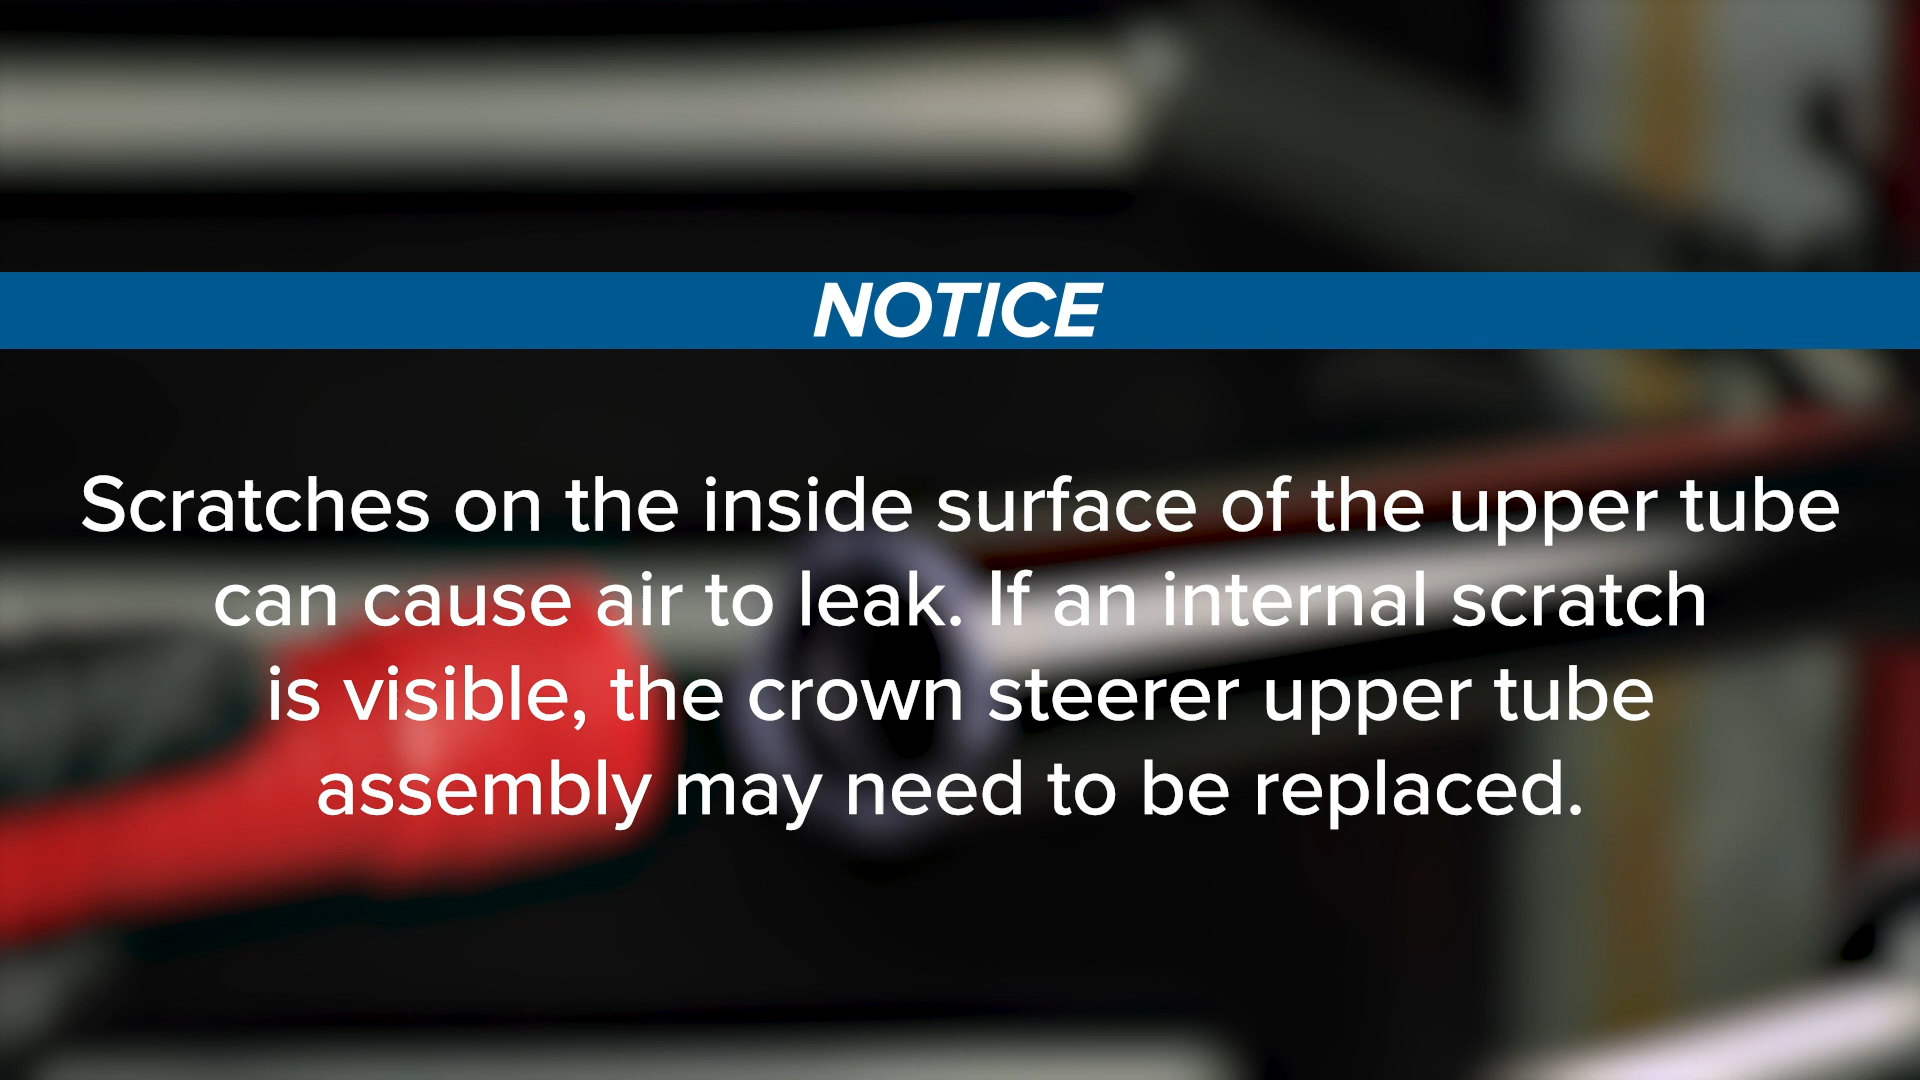 NOTICE
Scratches on the inside surface of the upper tube
can cause air to leak. If an internal scratch
is visible, the crown steerer upper tube
assembly may need to be replaced.